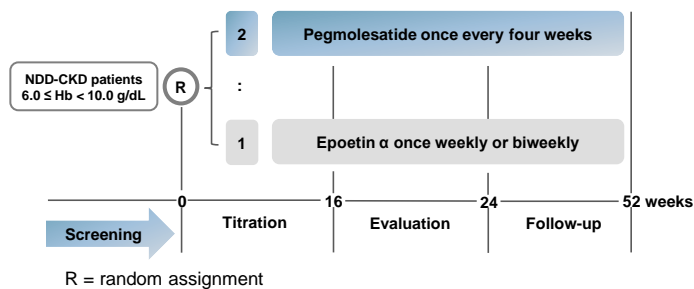 2
Pegmolesatide once every four weeks
NDD-CKD patients
6.0 ≤ Hb < 10.0 g/dL
R
:
1
Epoetin α once weekly or biweekly
0
16
24
52 weeks
Titration
Evaluation
Follow-up
Screening
R = random assignment